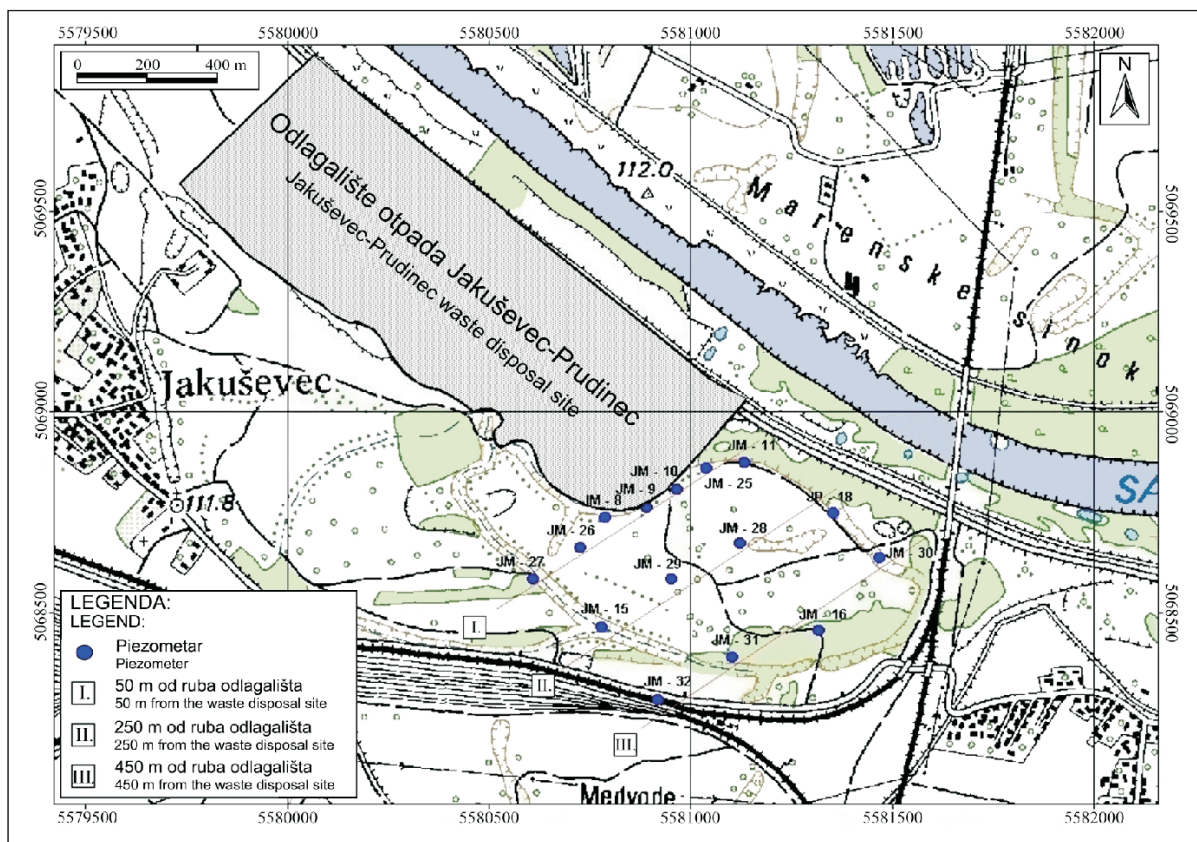 5579500 5580000 5580500 5581000 5581500 5582000
0 200 400 m
N
Odlagalište otpada Jakuševec-Prudinec
Jakuševec-Prudinec waste disposal site
112.0
Marenske
sinok
5069500
5069500
Jakuševec
5069000
5069000
SA
111.8
JM - 11
JM - 10
JM - 25
JM - 9
JM - 8
JP - 18
JM - 26
JM - 28
JM - 30
JM - 27
JM - 29
JM - 15
JM - 16
JM - 31
JM - 32
5068500
5068500
I.
II.
III.
LEGENDA:
LEGEND:
Piezometar
Piezometer
I. 50 m od ruba odlagališta
50 m from the waste disposal site
II. 250 m od ruba odlagališta
250 m from the waste disposal site
III. 450 m od ruba odlagališta
450 m from the waste disposal site
Medvode
5579500 5580000 5580500 5581000 5581500 5582000